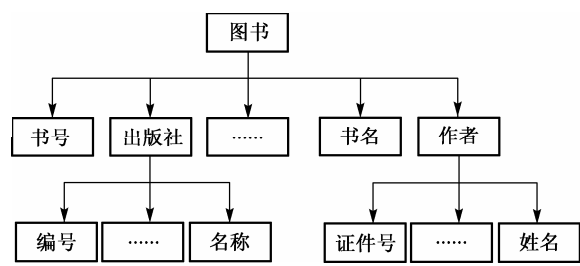 图书
书号 出版社 …… 书名 作者
编号 …… 名称 证件号 …… 姓名